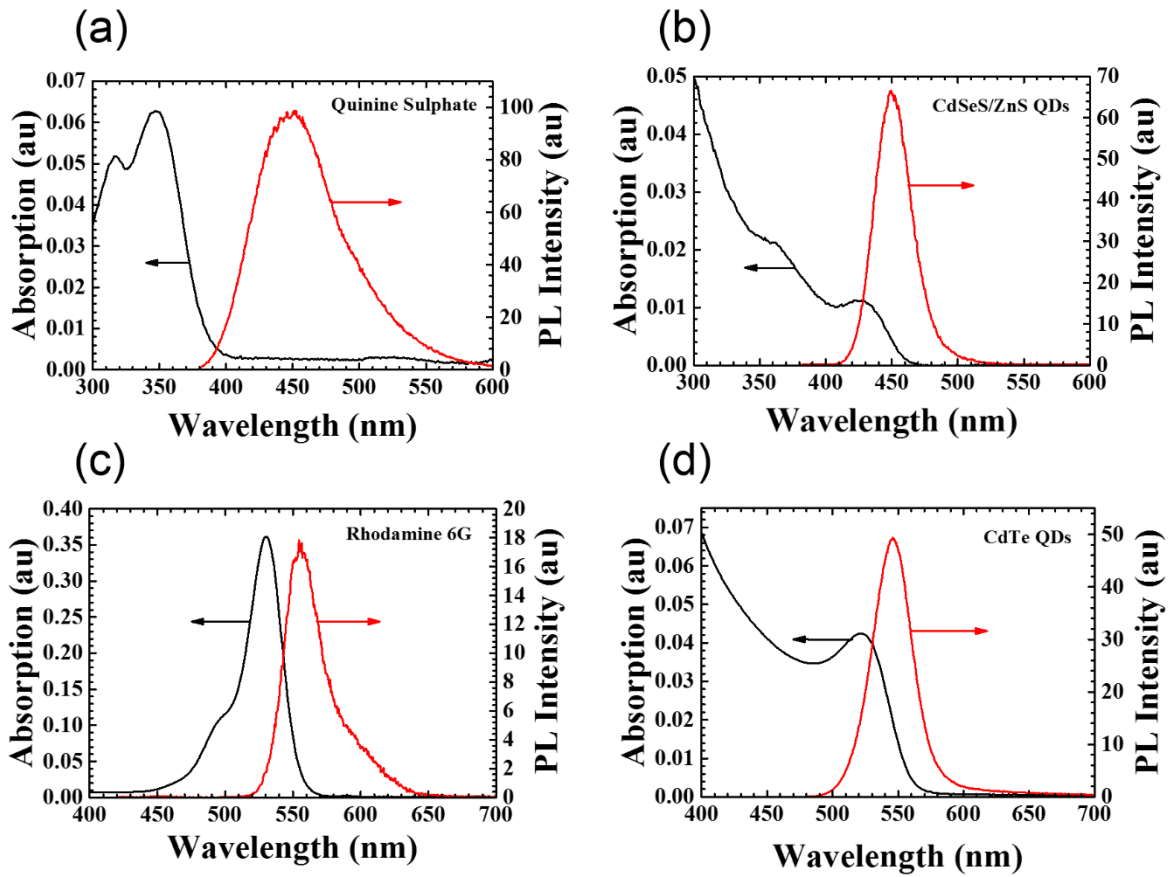 (a)
Quinine Sulphate
0.07
0.06
0.05
0.04
0.03
0.02
0.01
0.00
Absorption (au)
100
80
60
40
20
0
PL Intensity (au)
300 350 400 450 500 550 600
Wavelength (nm)
(b)
CdSeS/ZnS QDs
0.05
0.04
0.03
0.02
0.01
0.00
Absorption (au)
70
60
50
40
30
20
10
0
PL Intensity (au)
300 350 400 450 500 550 600
Wavelength (nm)
(c)
Rhodamine 6G
0.40
0.35
0.30
0.25
0.20
0.15
0.10
0.05
0.00
Absorption (au)
20
18
16
14
12
10
8
6
4
2
0
PL Intensity (au)
400 450 500 550 600 650 700
Wavelength (nm)
(d)
CdTe QDs
0.07
0.06
0.05
0.04
0.03
0.02
0.01
0.00
Absorption (au)
50
40
30
20
10
0
PL Intensity (au)
400 450 500 550 600 650 700
Wavelength (nm)